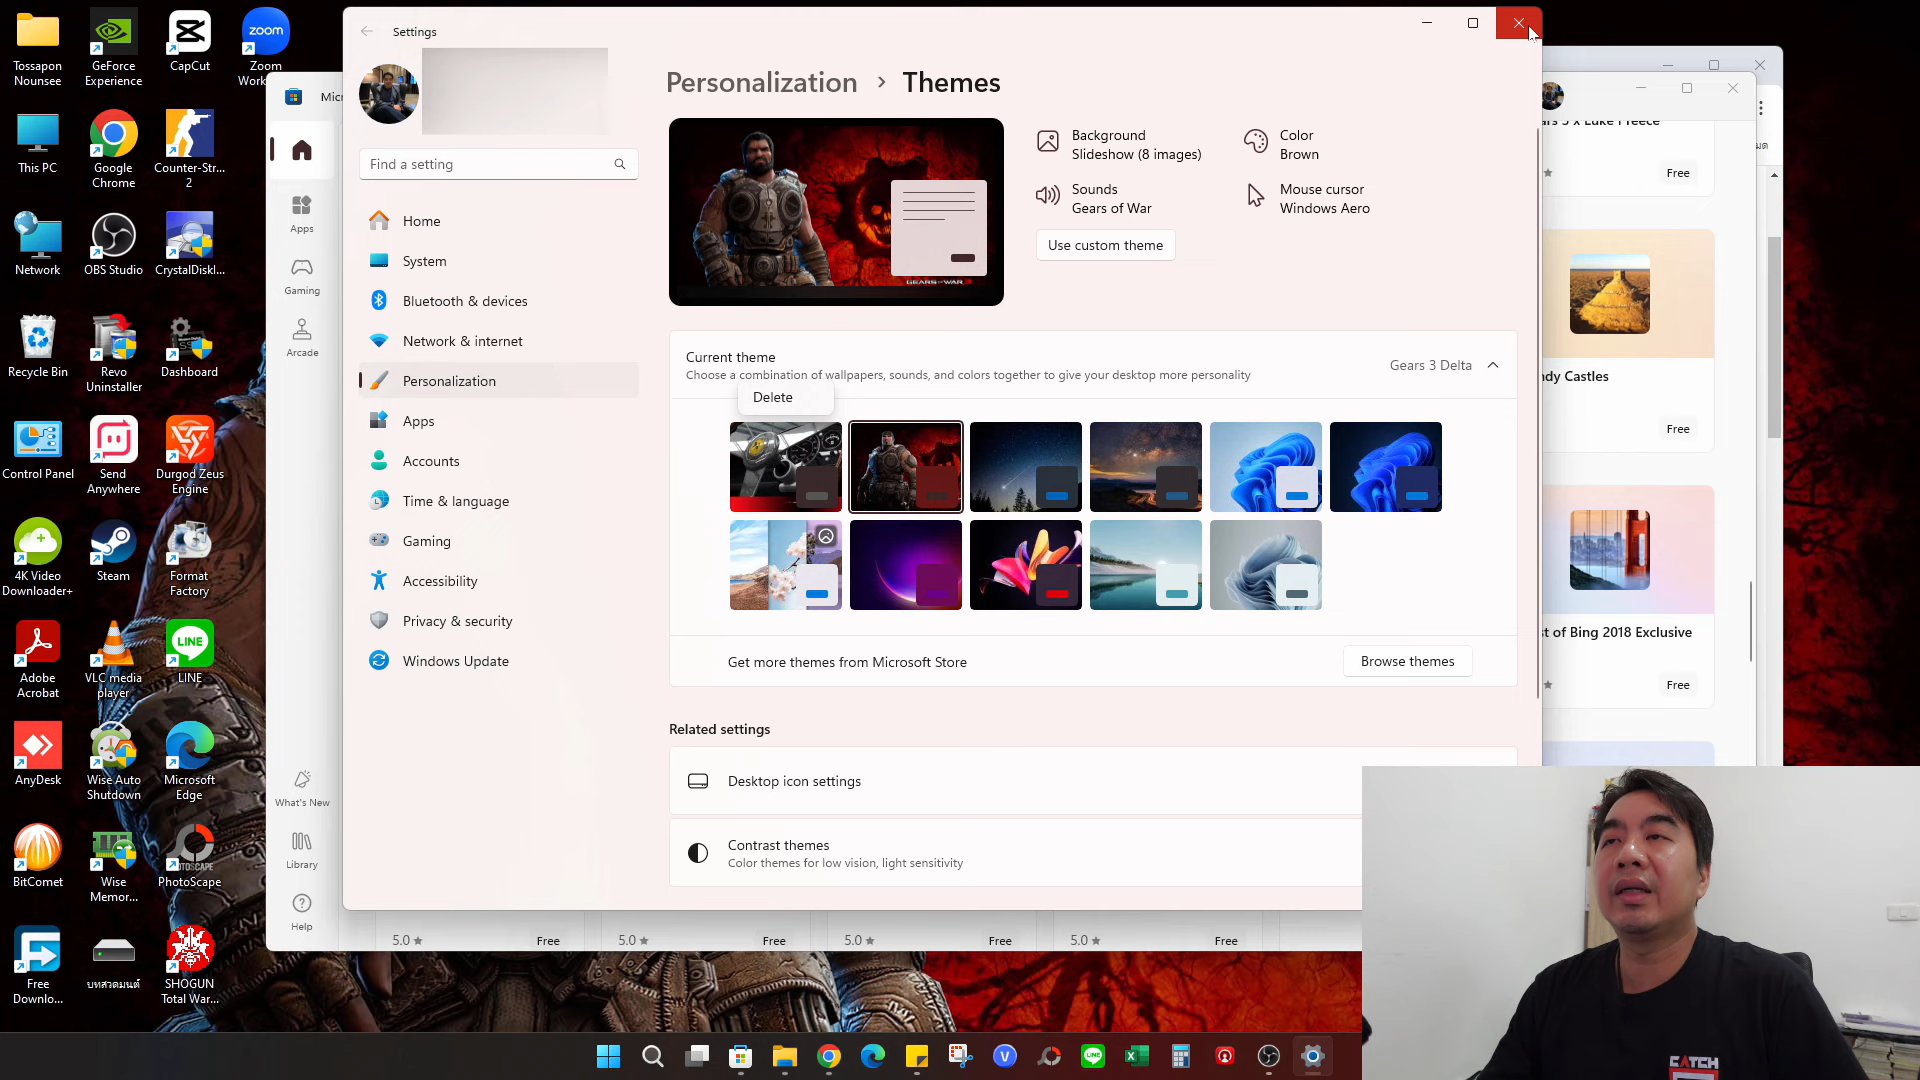 Tossapon
Nounsee
GeForce
Experience
CapCut
zoom
Zoom
Work...
This PC
Google
Chrome
Counter-Str...
2
Network
OBS Studio
CrystalDiskI...
Recycle Bin
Revo
Uninstaller
Dashboard
Control Panel
Send
Anywhere
Durgod Zeus
Engine
4K Video
Downloader+
Steam
Format
Factory
Adobe
Acrobat
VLC media
player
LINE
LINE
AnyDesk
Wise Auto
Shutdown
Microsoft
Edge
BitComet
Wise
Memor...
PhotoScape
Free
Downlo...
บทสวดมนต์
SHOGUN
Total War...
Micr
Apps
Gaming
Arcade
What's New
Library
Help
Settings
Find a setting
Home
System
Bluetooth & devices
Network & internet
Personalization
Apps
Accounts
Time & language
Gaming
Accessibility
Privacy & security
Windows Update
Personalization > Themes
GEARS OF WAR 3
Background
Slideshow (8 images)
Color
Brown
Sounds
Gears of War
Mouse cursor
Windows Aero
Use custom theme
Current theme
Choose a combination of wallpapers, sounds, and colors together to give your desktop more personality
Gears 3 Delta
Delete
Get more themes from Microsoft Store
Browse themes
Related settings
Desktop icon settings
Contrast themes
Color themes for low vision, light sensitivity
Free
ndy Castles
Free
st of Bing 2018 Exclusive
Free
5.0 ★ Free
5.0 ★ Free
5.0 ★ Free
5.0 ★ Free
CATCH